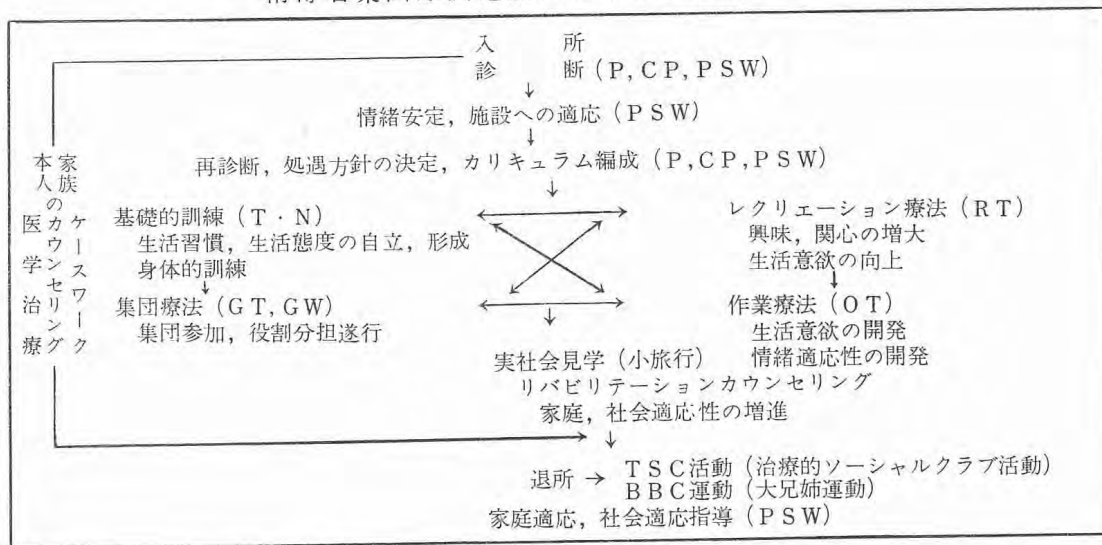 入所
診断(P, CP, PSW)
↓
情緒安定, 施設への適応(PSW)
↓
再診断, 処遇方針の決定, カリキュラム編成(P, CP, PSW)
↓
家族のケースワーク
本人のカウンセリング
医学治療
基礎的訓練(T・N)
生活習慣, 生活態度の自立, 形成
身体的訓練
↓
集団療法(GT, GW)
集団参加, 役割分担遂行
レクリエーション療法(RT)
興味, 関心の増大
生活意欲の向上
↓
作業療法(OT)
生活意欲の開発
情緒適応性の開発
↓
実社会見学(小旅行)
リバビリテーションカウンセリング
家庭, 社会適応性の増進
↓
退所 → TSC活動(治療的ソーシャルクラブ活動)
BBC運動(大兄姉運動)
家庭適応, 社会適応指導(PSW)